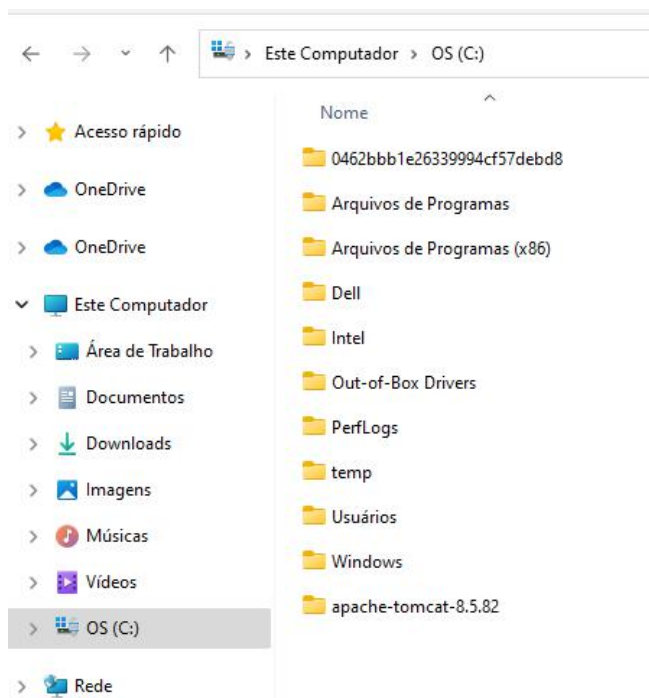 Este Computador > OS (C:)
Acesso rápido
OneDrive
OneDrive
Este Computador
Área de Trabalho
Documentos
Downloads
Imagens
Músicas
Vídeos
OS (C:)
Rede
Nome
0462bbb1e26339994cf57debd8
Arquivos de Programas
Arquivos de Programas (x86)
Dell
Intel
Out-of-Box Drivers
PerfLogs
temp
Usuários
Windows
apache-tomcat-8.5.82